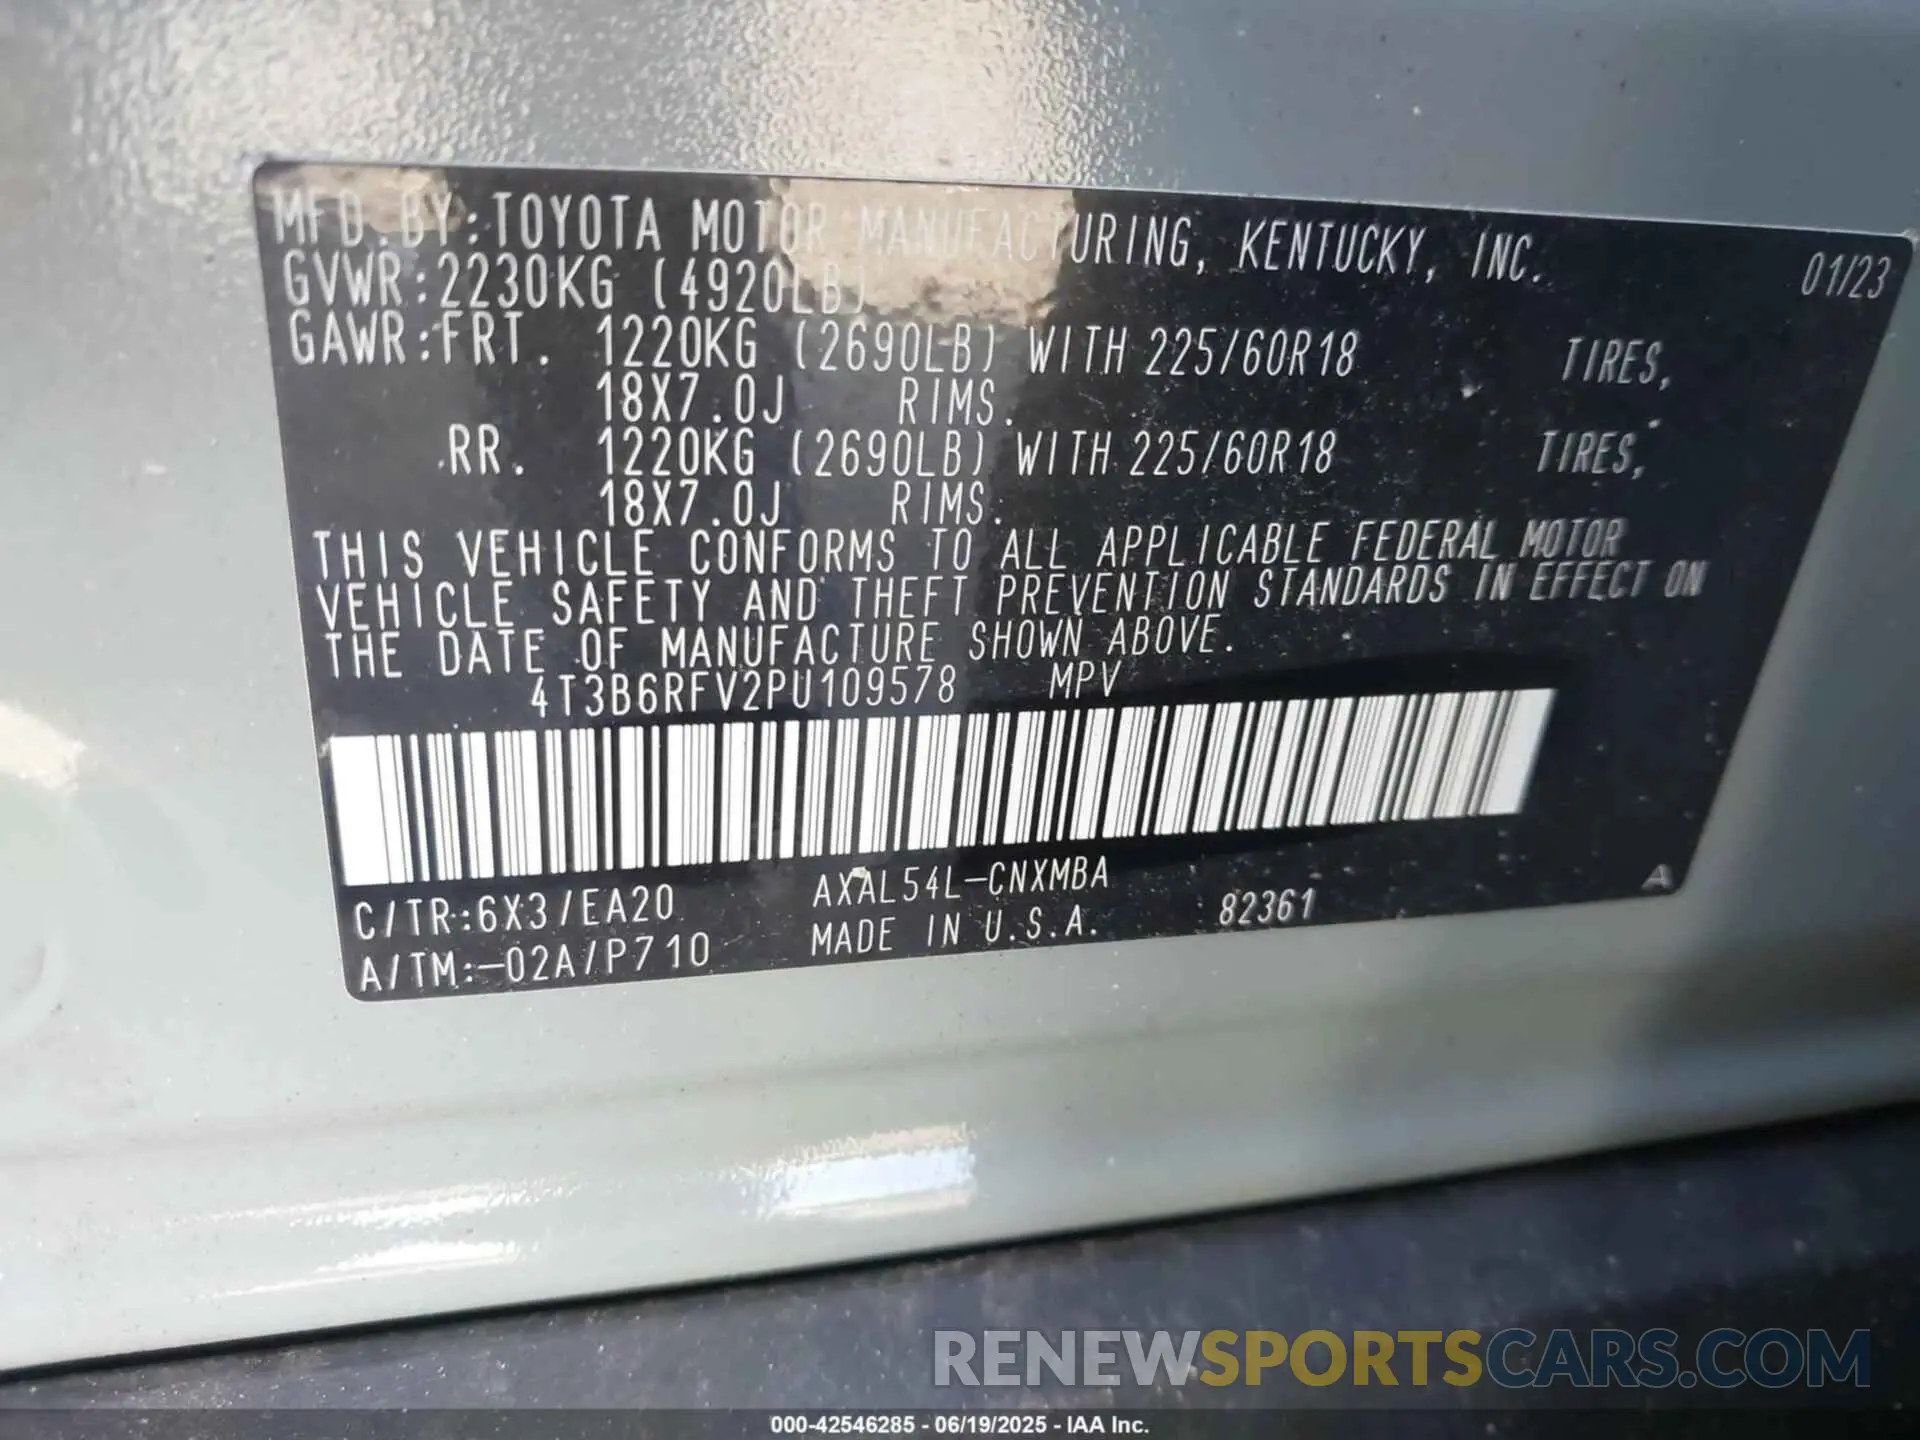 MFD. BY: TOYOTA MOTOR MANUFACTURING, KENTUCKY, INC. 01/23
GVWR: 2230KG (4920LB)
GAWR: FRT. 1220KG (2690LB) WITH 225/60R18 TIRES,
18X7.0J RIMS.
RR. 1220KG (2690LB) WITH 225/60R18 TIRES,
18X7.0J RIMS.
THIS VEHICLE CONFORMS TO ALL APPLICABLE FEDERAL MOTOR
VEHICLE SAFETY AND THEFT PREVENTION STANDARDS IN EFFECT ON
THE DATE OF MANUFACTURE SHOWN ABOVE.
4T3B6RFV2PU109578 MPV
C/TR: 6X3/EA20 AXAL54L-CNXMBA
A/TM: -02A/P710 MADE IN U.S.A. 82361 A
RENEWSPORTSCARS.COM
000-42546285 - 06/19/2025 - IAA Inc.